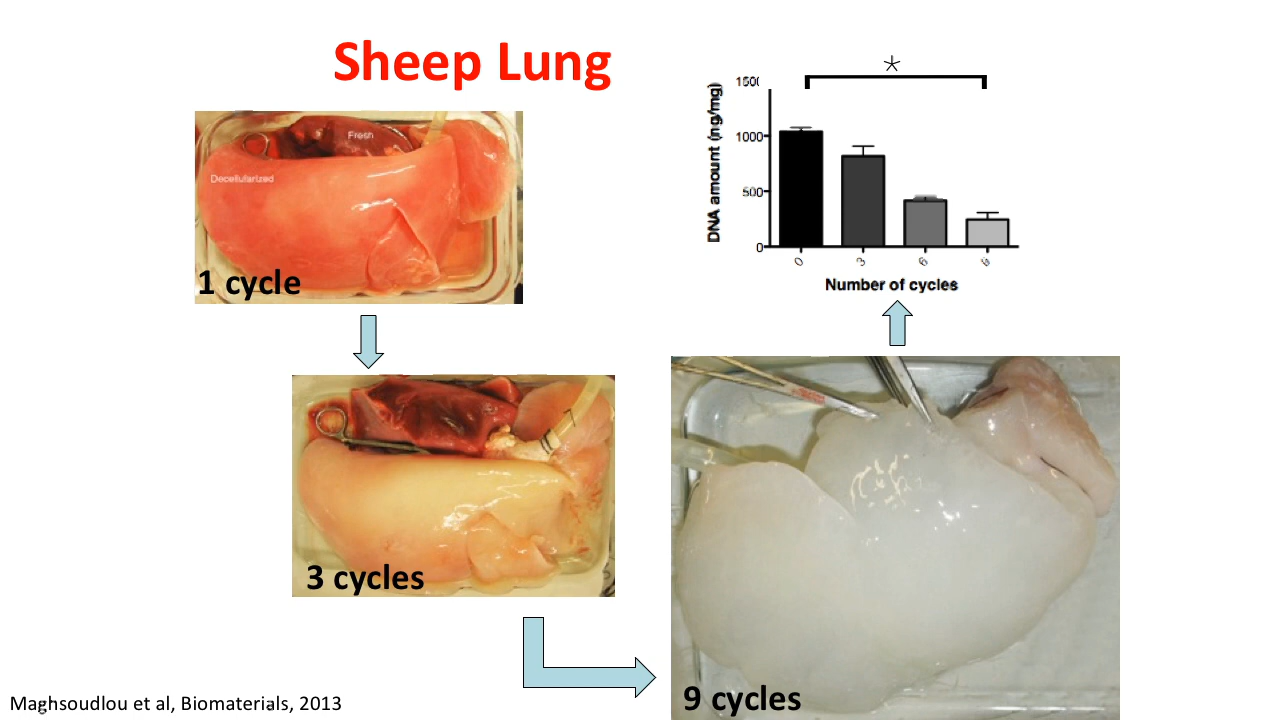 Sheep Lung
Fresh
Decellularized
1 cycle
3 cycles
9 cycles
*
1500
1000
500
0
DNA amount (ng/mg)
0 3 6 9
Number of cycles
Maghsoudlou et al, Biomaterials, 2013